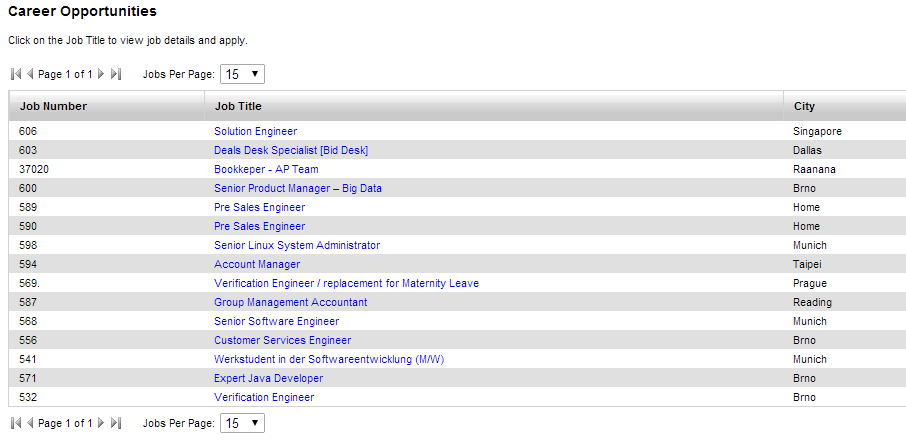 Career Opportunities
Click on the Job Title to view job details and apply.
Page 1 of 1 Jobs Per Page: 15
Job Number Job Title City
606 Solution Engineer Singapore
603 Deals Desk Specialist [Bid Desk] Dallas
37020 Bookkeper - AP Team Raanana
600 Senior Product Manager – Big Data Brno
589 Pre Sales Engineer Home
590 Pre Sales Engineer Home
598 Senior Linux System Administrator Munich
594 Account Manager Taipei
569. Verification Engineer / replacement for Maternity Leave Prague
587 Group Management Accountant Reading
568 Senior Software Engineer Munich
556 Customer Services Engineer Brno
541 Werkstudent in der Softwareentwicklung (M/W) Munich
571 Expert Java Developer Brno
532 Verification Engineer Brno
Page 1 of 1 Jobs Per Page: 15